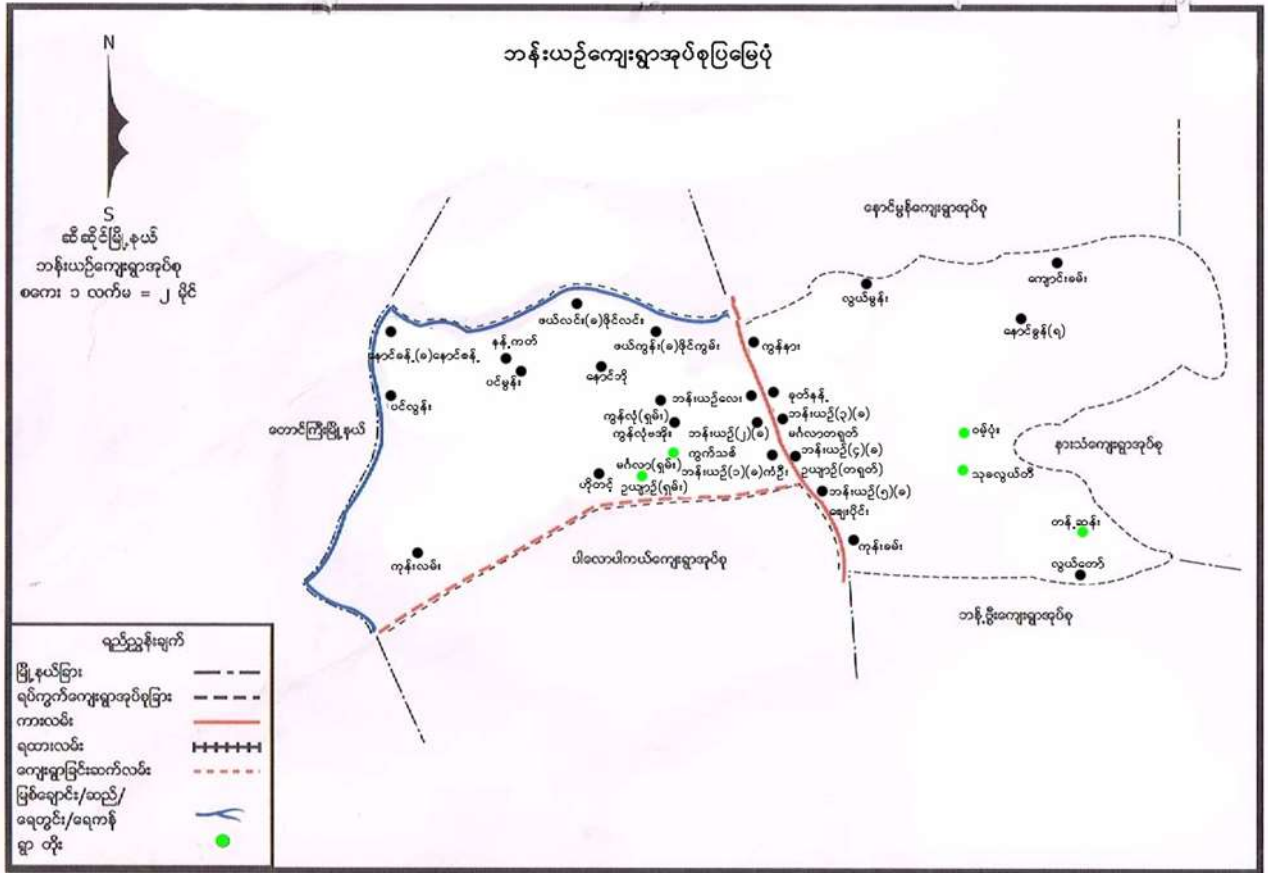 ဘန်းယဉ်ကျေးရွာအုပ်စုပြမြေပုံ
N
S
ဆီဆိုင်မြို့နယ်
ဘန်းယဉ်ကျေးရွာအုပ်စု
စကေး ၁ လက်မ = ၂ မိုင်
နောင်မွန်ကျေးရွာအုပ်စု
ကျောင်းခမ်း
လွယ်မွန်း
နောင်မွန်(ရ)
ဖယ်လင်း(ခ)ဖိုင်လင်း
ဖယ်ကွန်း(ခ)ဖိုင်ကွမ်း
ကွန်နား
နောင်ခန့်(ခ)နောင်ဓန့်
နန့်ကတ်
ပင်မွန်း
နောင်ဘို
ပင်လွန်း
တောင်ကြီးမြို့နယ်
ကွန်လုံ(ရှမ်း)
ဘန်းယဉ်လေး
ခုတ်နန့်
ကွန်လုံပအိုး
ဘန်းယဉ်(၂)(ခ)
ကွက်သစ်
ဘန်းယဉ်(၃)(ခ)
မင်္ဂလာတရုတ်
မင်္ဂလာ(ရှမ်း)
ဘန်းယဉ်(၁)(ခ)ကံဦး
ဘန်းယဉ်(၄)(ခ)
ဥယျာဉ်(တရုတ်)
ဟိုတင့်
ဥယျာဉ်(ရှမ်း)
ဘန်းယဉ်(၅)(ခ)
ဈေးပိုင်း
ဝမ့်ပုံး
နားသံကျေးရွာအုပ်စု
သုခလွယ်တီ
တန့်ဆန်း
လွယ်တော်
ကုန်းလမ်း
ပါလောပါကယ်ကျေးရွာအုပ်စု
ကုန်းခမ်း
ဘန့်ဗွီးကျေးရွာအုပ်စု
ရည်ညွှန်းချက်
မြို့နယ်ခြား
ရပ်ကွက်ကျေးရွာအုပ်စုခြား
ကားလမ်း
ရထားလမ်း
ကျေးရွာခြင်းဆက်လမ်း
မြစ်ချောင်း/ဆည်/
ရေတွင်း/ရေကန်
ရွာ တိုး